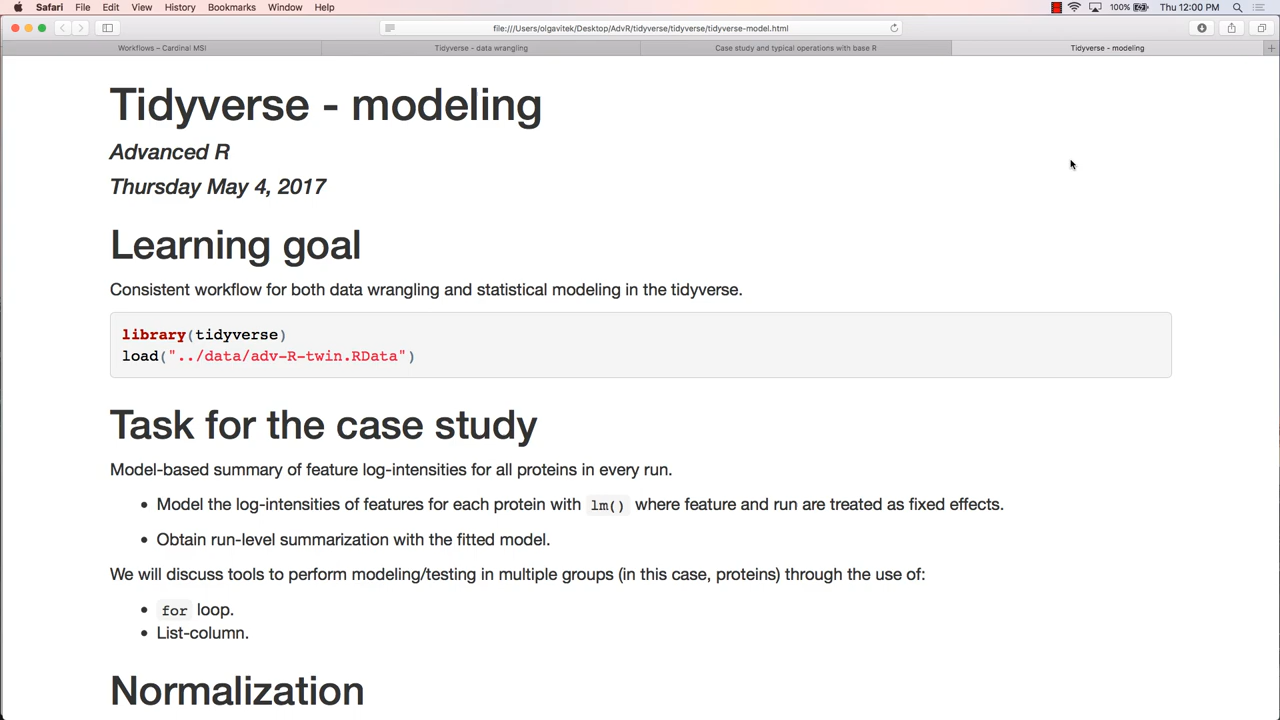 Safari File Edit View History Bookmarks Window Help 100% Thu 12:00 PM
file:///Users/olgavitek/Desktop/AdvR/tidyverse/tidyverse/tidyverse-model.html
Workflows – Cardinal MSI Tidyverse - data wrangling Case study and typical operations with base R Tidyverse - modeling
Tidyverse - modeling
Advanced R
Thursday May 4, 2017
Learning goal
Consistent workflow for both data wrangling and statistical modeling in the tidyverse.
library(tidyverse)
load("../data/adv-R-twin.RData")
Task for the case study
Model-based summary of feature log-intensities for all proteins in every run.
• Model the log-intensities of features for each protein with lm() where feature and run are treated as fixed effects.
• Obtain run-level summarization with the fitted model.
We will discuss tools to perform modeling/testing in multiple groups (in this case, proteins) through the use of:
• for loop.
• List-column.
Normalization